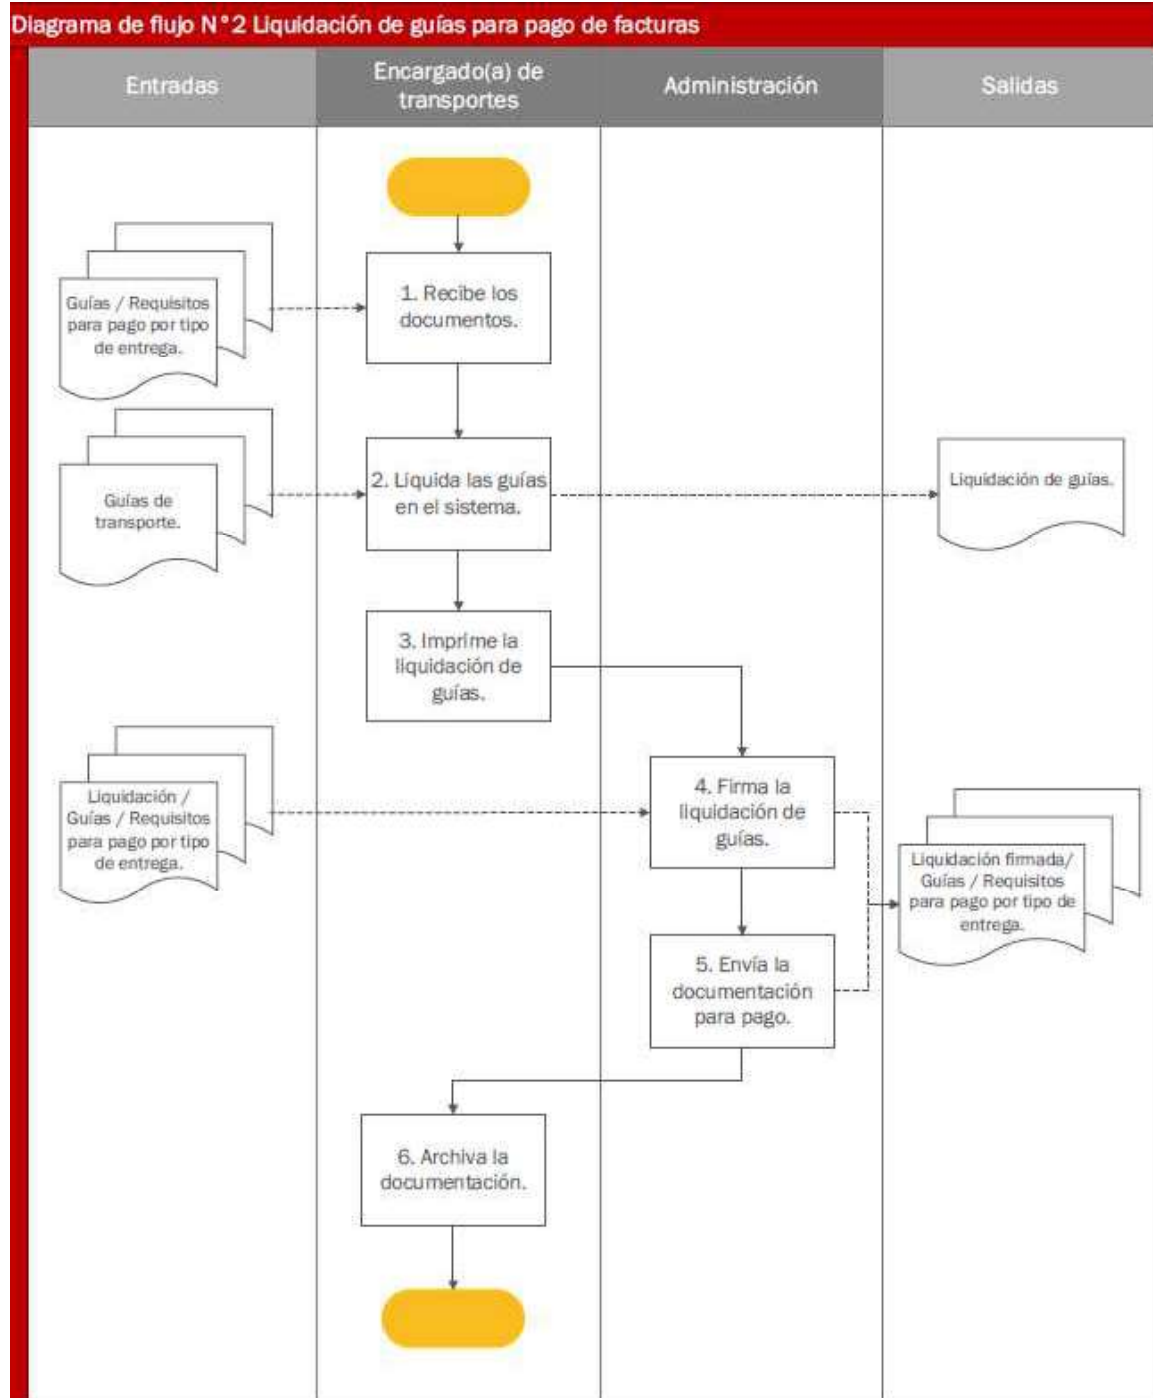 Diagrama de flujo N°2 Liquidación de guías para pago de facturas
Entradas
Encargado(a) de
transportes
Administración
Salidas
Guías / Requisitos
para pago por tipo
de entrega.
1. Recibe los
documentos.
Guías de
transporte.
2. Liquida las guías
en el sistema.
Liquidación de guías.
3. Imprime la
liquidación de
guías.
Liquidación /
Guías / Requisitos
para pago por tipo
de entrega.
4. Firma la
liquidación de
guías.
Liquidación firmada/
Guías / Requisitos
para pago por tipo de
entrega.
5. Envía la
documentación
para pago.
6. Archiva la
documentación.